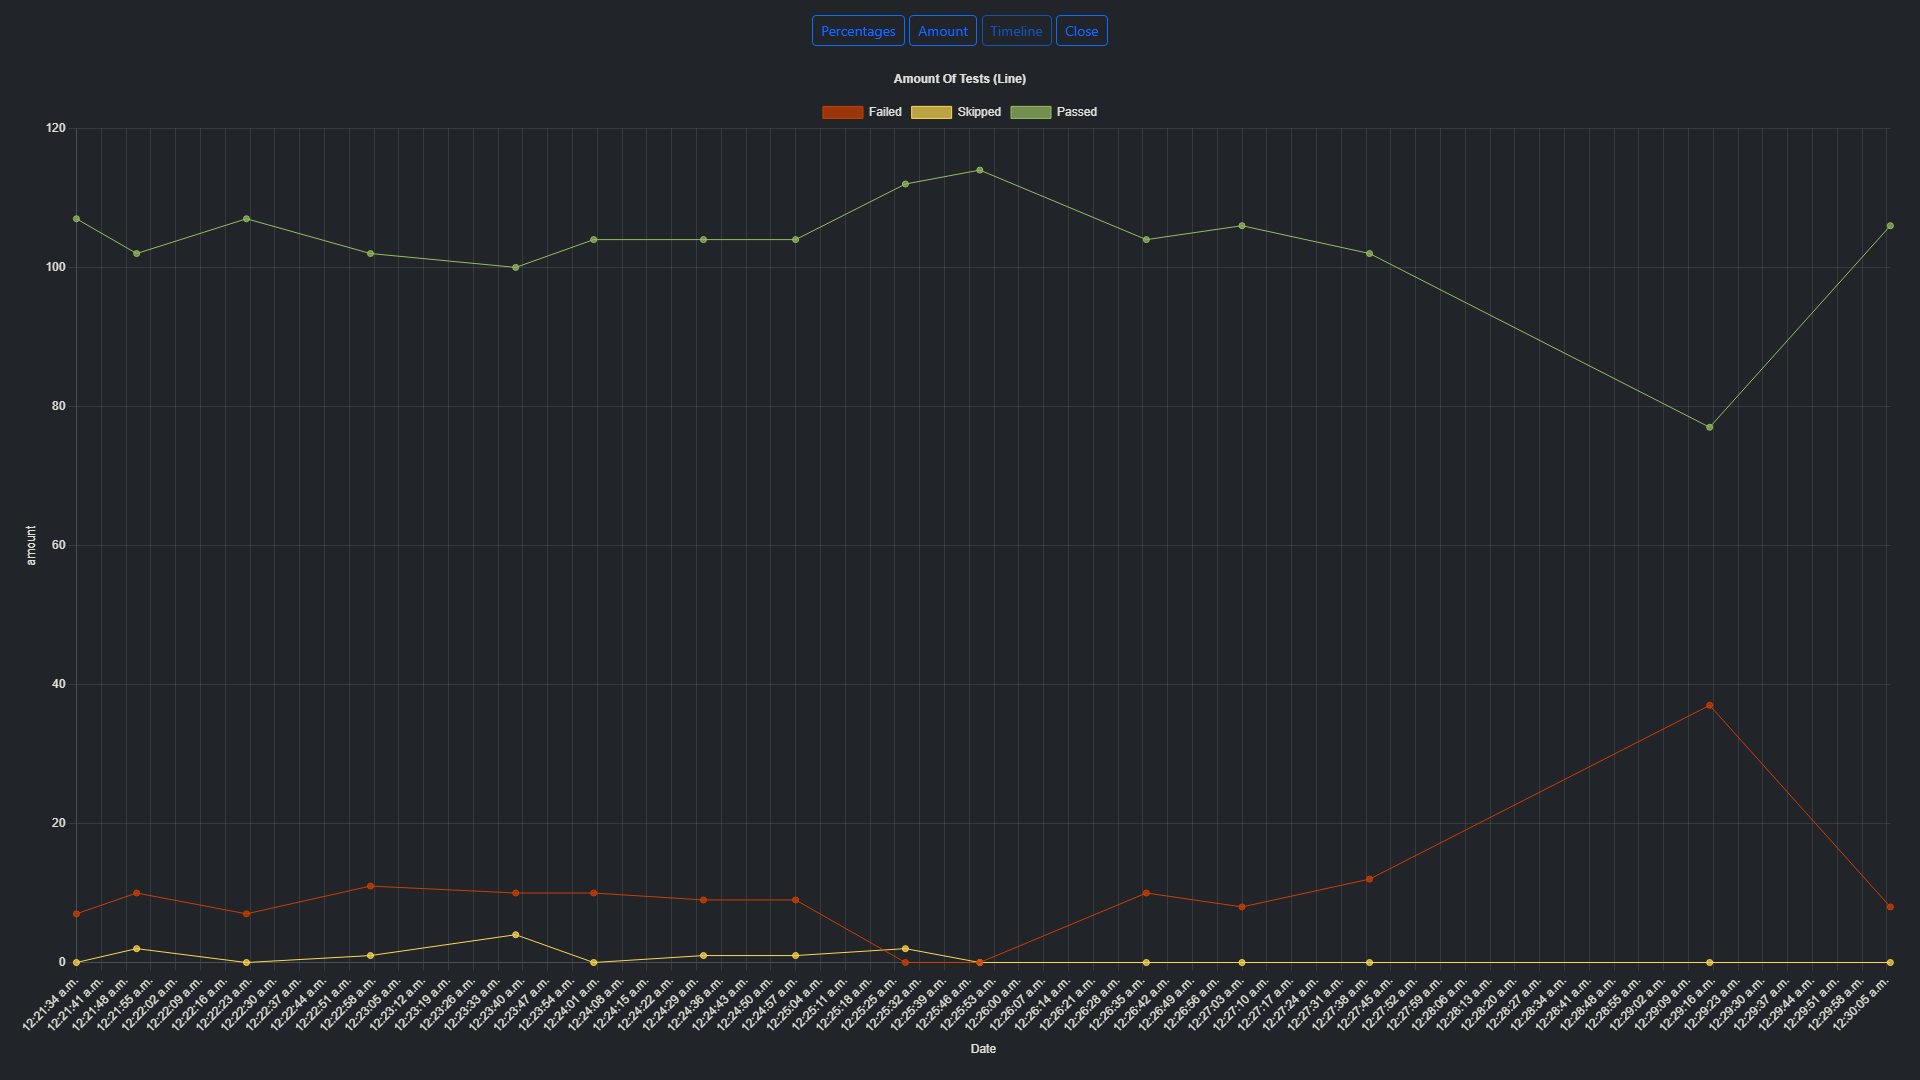 Percentages Amount Timeline Close
Amount Of Tests (Line)
Failed Skipped Passed
120
100
80
60
40
20
0
amount
12:21:34 a.m. 12:21:41 a.m. 12:21:48 a.m. 12:21:55 a.m. 12:22:02 a.m. 12:22:09 a.m. 12:22:16 a.m. 12:22:23 a.m. 12:22:30 a.m. 12:22:37 a.m. 12:22:44 a.m. 12:22:51 a.m. 12:22:58 a.m. 12:23:05 a.m. 12:23:12 a.m. 12:23:19 a.m. 12:23:26 a.m. 12:23:33 a.m. 12:23:40 a.m. 12:23:47 a.m. 12:23:54 a.m. 12:24:01 a.m. 12:24:08 a.m. 12:24:15 a.m. 12:24:22 a.m. 12:24:29 a.m. 12:24:36 a.m. 12:24:43 a.m. 12:24:50 a.m. 12:24:57 a.m. 12:25:04 a.m. 12:25:11 a.m. 12:25:18 a.m. 12:25:25 a.m. 12:25:32 a.m. 12:25:39 a.m. 12:25:46 a.m. 12:25:53 a.m. 12:26:00 a.m. 12:26:07 a.m. 12:26:14 a.m. 12:26:21 a.m. 12:26:28 a.m. 12:26:35 a.m. 12:26:42 a.m. 12:26:49 a.m. 12:26:56 a.m. 12:27:03 a.m. 12:27:10 a.m. 12:27:17 a.m. 12:27:24 a.m. 12:27:31 a.m. 12:27:38 a.m. 12:27:45 a.m. 12:27:52 a.m. 12:27:59 a.m. 12:28:06 a.m. 12:28:13 a.m. 12:28:20 a.m. 12:28:27 a.m. 12:28:34 a.m. 12:28:41 a.m. 12:28:48 a.m. 12:28:55 a.m. 12:29:02 a.m. 12:29:09 a.m. 12:29:16 a.m. 12:29:23 a.m. 12:29:30 a.m. 12:29:37 a.m. 12:29:44 a.m. 12:29:51 a.m. 12:29:58 a.m. 12:30:05 a.m.
Date